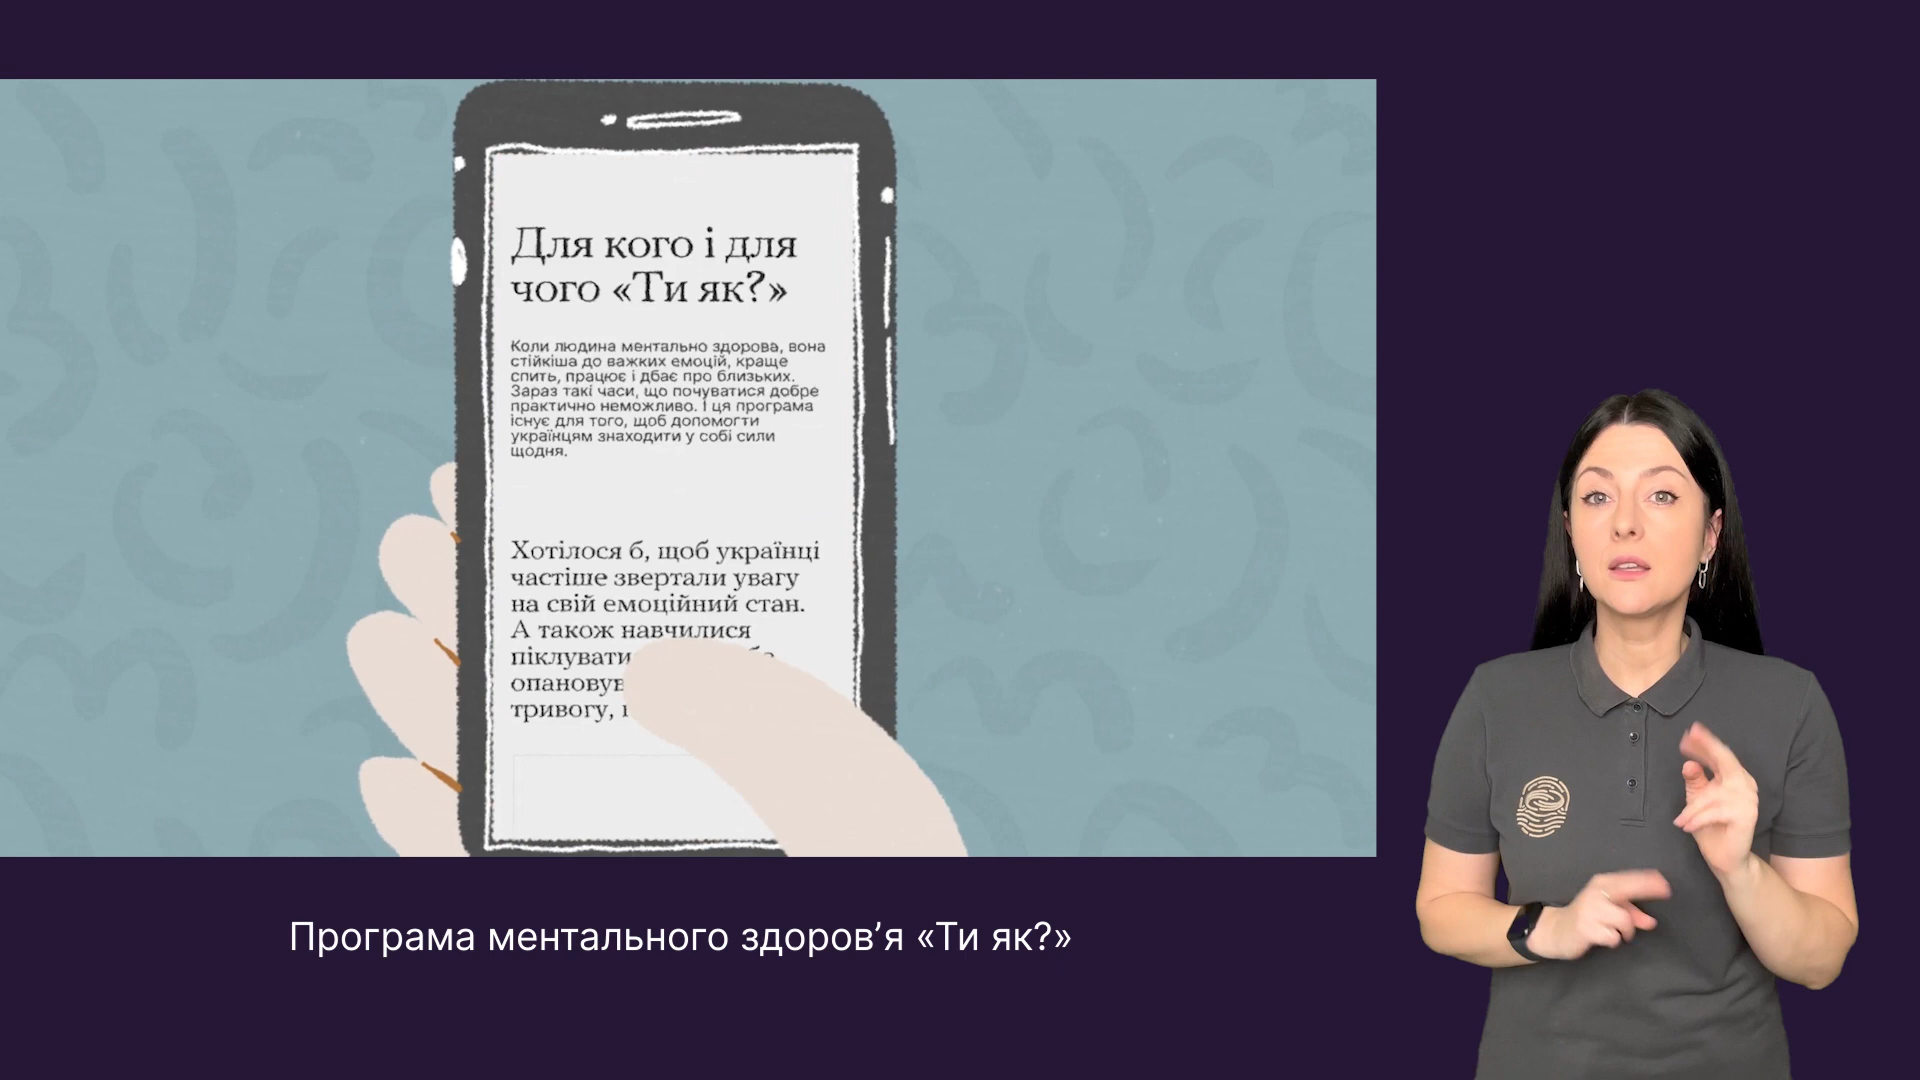 Для кого і для
чого «Ти як?»
Коли людина ментально здорова, вона
стійкіша до важких емоцій, краще
спить, працює і дбає про близьких.
Зараз такі часи, що почуватися добре
практично неможливо. І ця програма
існує для того, щоб допомогти
українцям знаходити у собі сили
щодня.
Хотілося б, щоб українці
частіше звертали увагу
на свій емоційний стан.
А також навчилися
тривогу,
Програма ментального здоров’я «Ти як?»